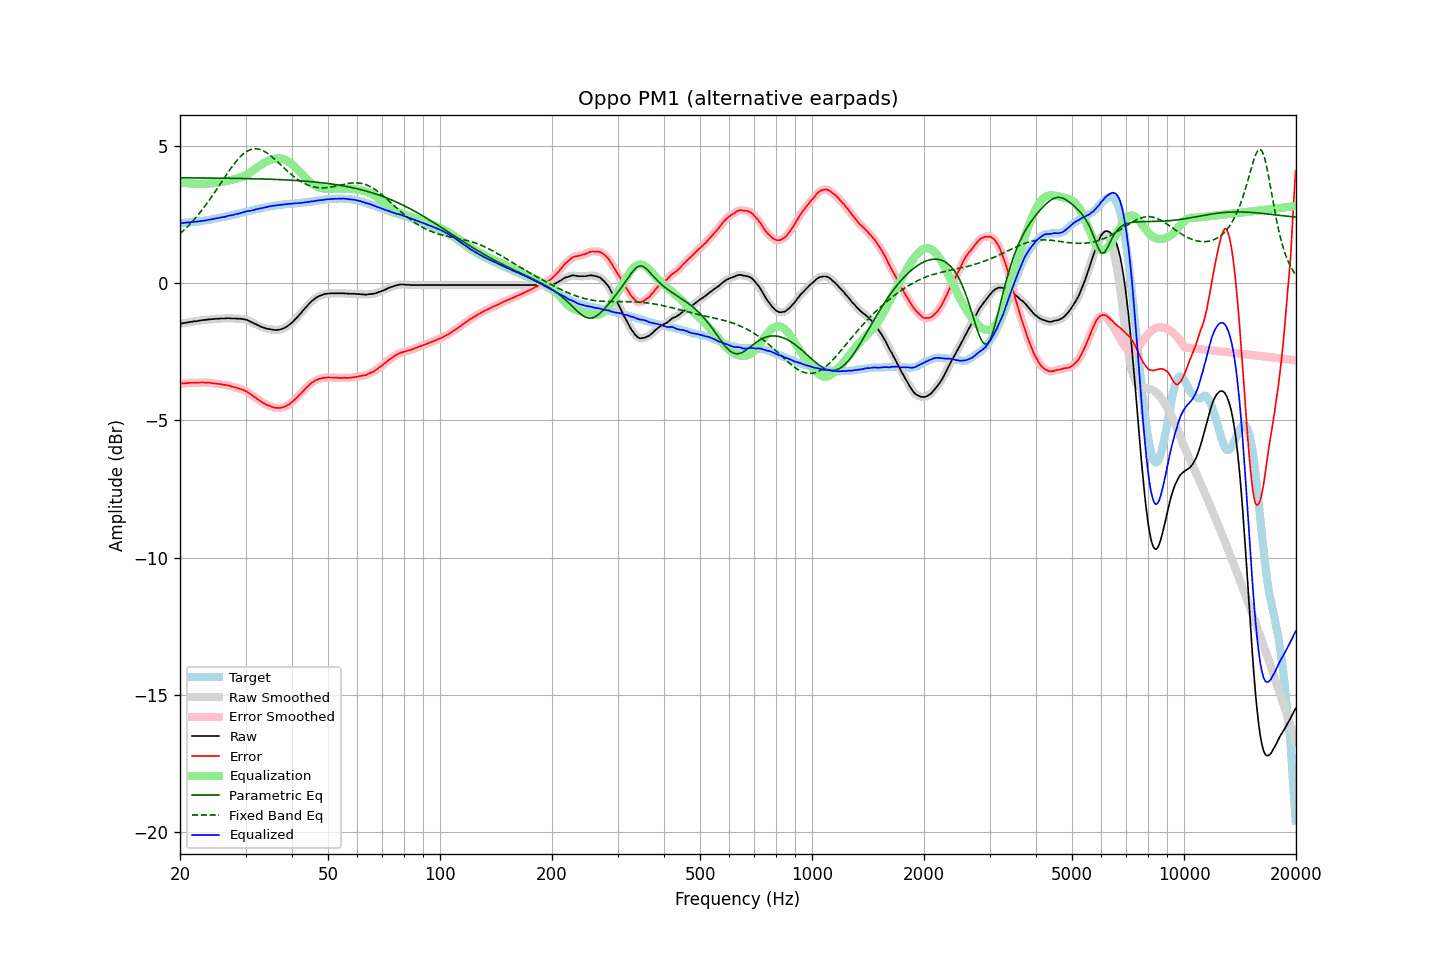 Oppo PM1 (alternative earpads)
Amplitude (dBr)
5
0
−5
−10
−15
−20
Target
Raw Smoothed
Error Smoothed
Raw
Error
Equalization
Parametric Eq
Fixed Band Eq
Equalized
20 50 100 200 500 1000 2000 5000 10000 20000
Frequency (Hz)